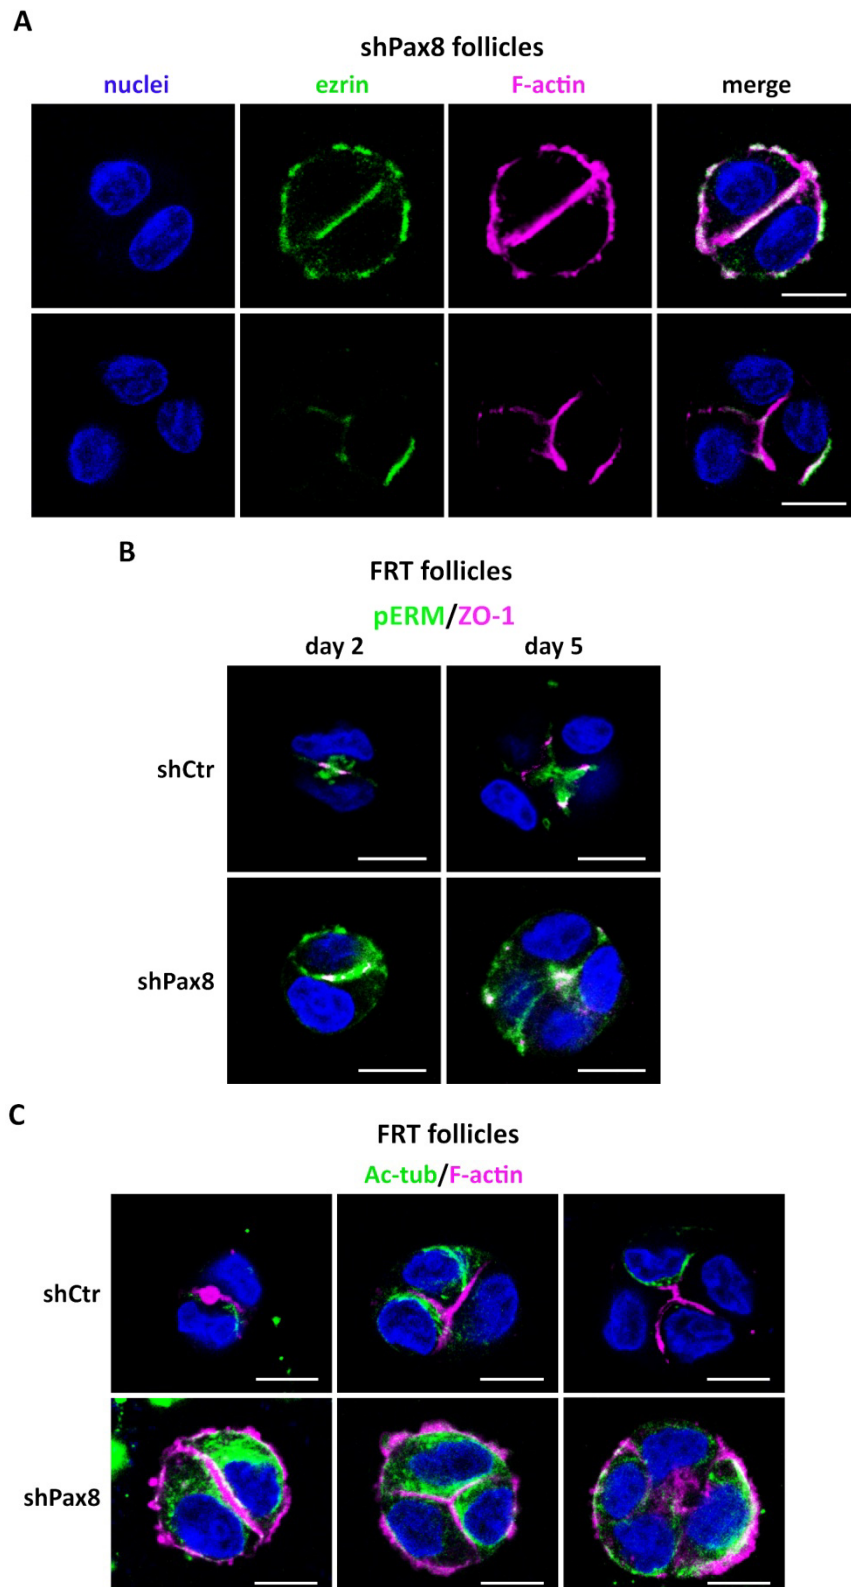 A
shPax8 follicles
nuclei ezrin F-actin merge
B
FRT follicles
pERM/ZO-1
day 2 day 5
shCtr
shPax8
C
FRT follicles
Ac-tub/F-actin
shCtr
shPax8